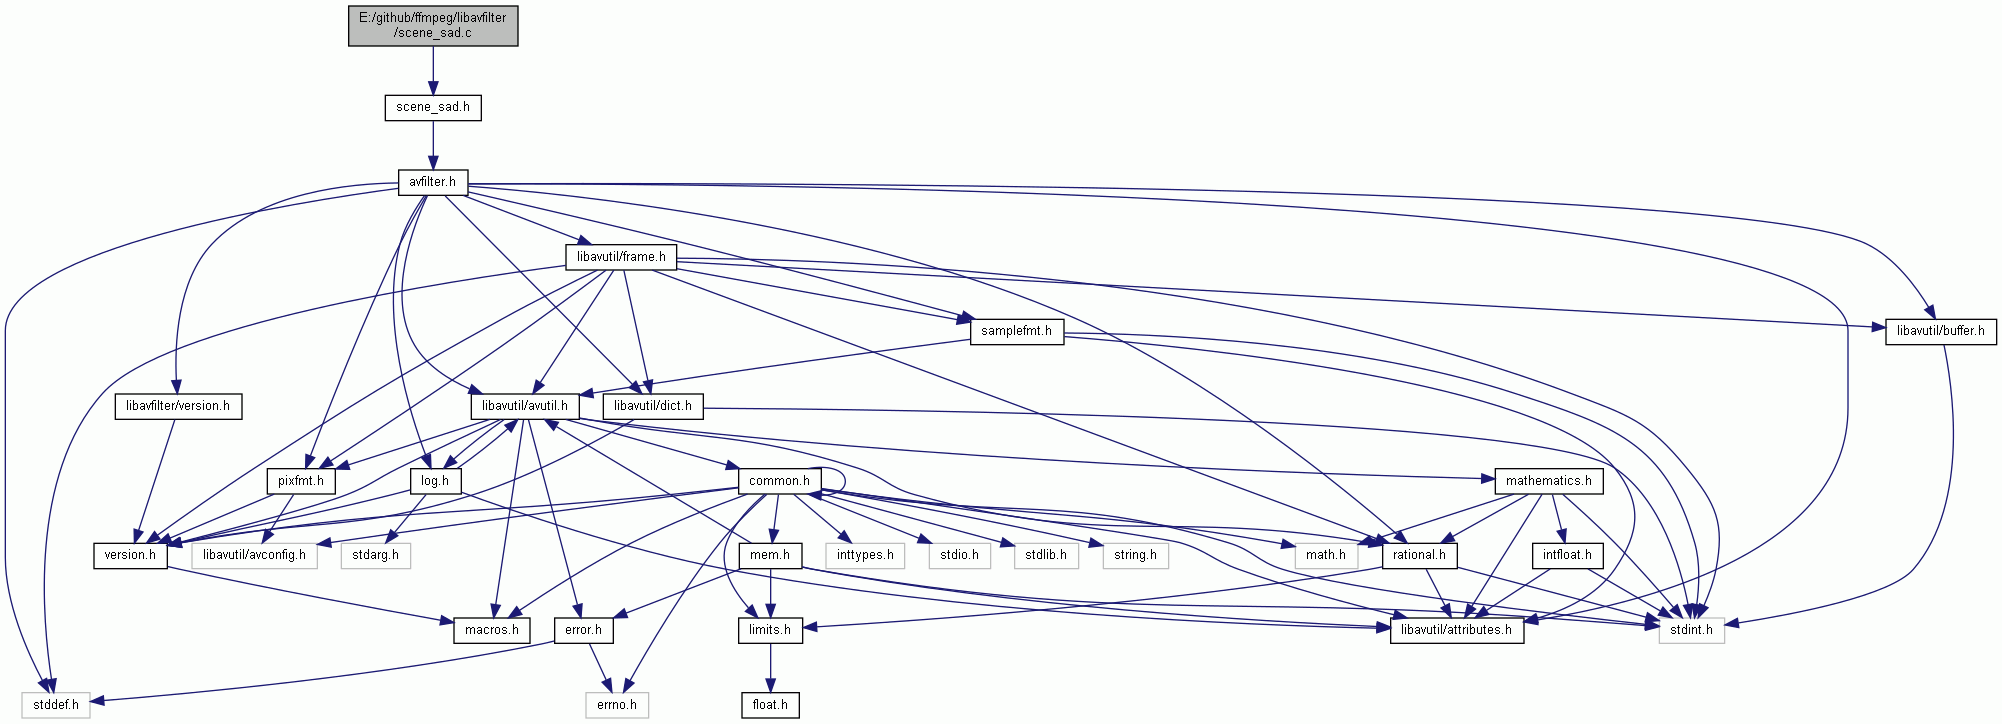 E:/github/ffmpeg/libavfilter
/scene_sad.c
scene_sad.h
avfilter.h
libavutil/frame.h
samplefmt.h
libavutil/buffer.h
libavfilter/version.h
libavutil/avutil.h
libavutil/dict.h
pixfmt.h
log.h
common.h
mathematics.h
version.h
libavutil/avconfig.h
stdarg.h
mem.h
inttypes.h
stdio.h
stdlib.h
string.h
math.h
rational.h
intfloat.h
macros.h
error.h
limits.h
libavutil/attributes.h
stdint.h
stddef.h
errno.h
float.h